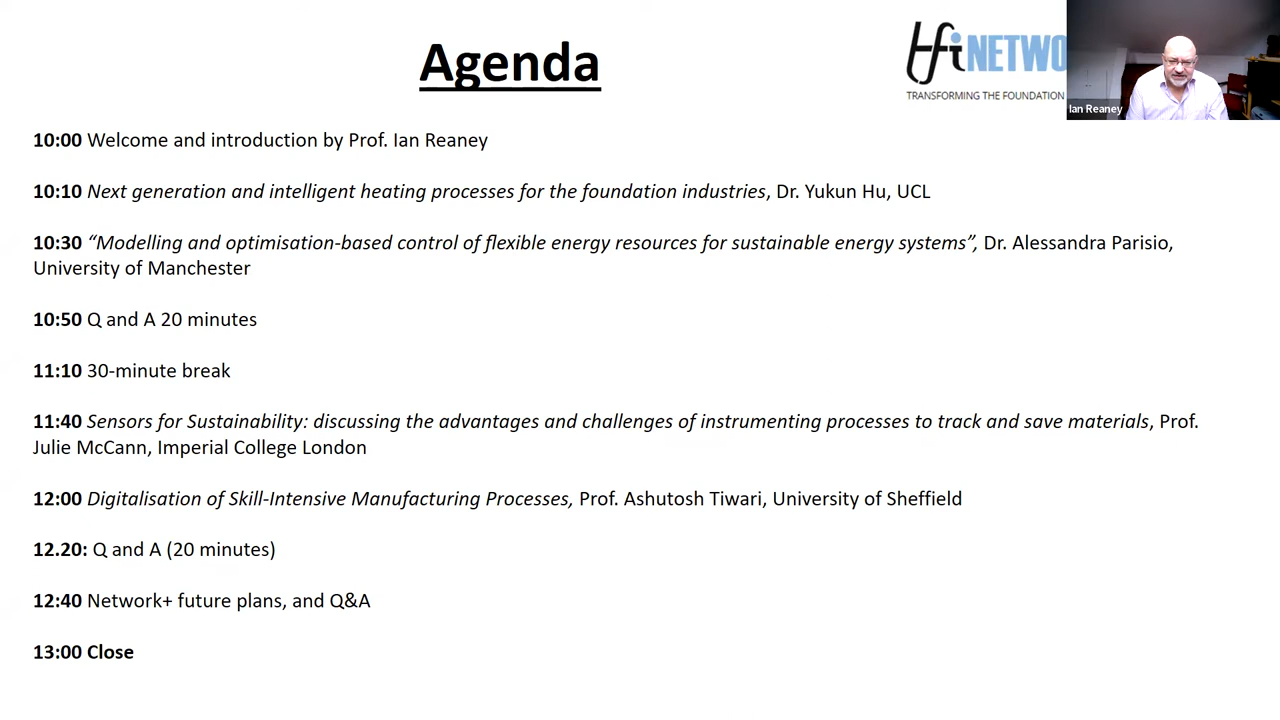 Agenda
tfi NETWO
TRANSFORMING THE FOUNDATION
Ian Reaney
10:00 Welcome and introduction by Prof. Ian Reaney
10:10 Next generation and intelligent heating processes for the foundation industries, Dr. Yukun Hu, UCL
10:30 “Modelling and optimisation-based control of flexible energy resources for sustainable energy systems”, Dr. Alessandra Parisio,
University of Manchester
10:50 Q and A 20 minutes
11:10 30-minute break
11:40 Sensors for Sustainability: discussing the advantages and challenges of instrumenting processes to track and save materials, Prof.
Julie McCann, Imperial College London
12:00 Digitalisation of Skill-Intensive Manufacturing Processes, Prof. Ashutosh Tiwari, University of Sheffield
12.20: Q and A (20 minutes)
12:40 Network+ future plans, and Q&A
13:00 Close